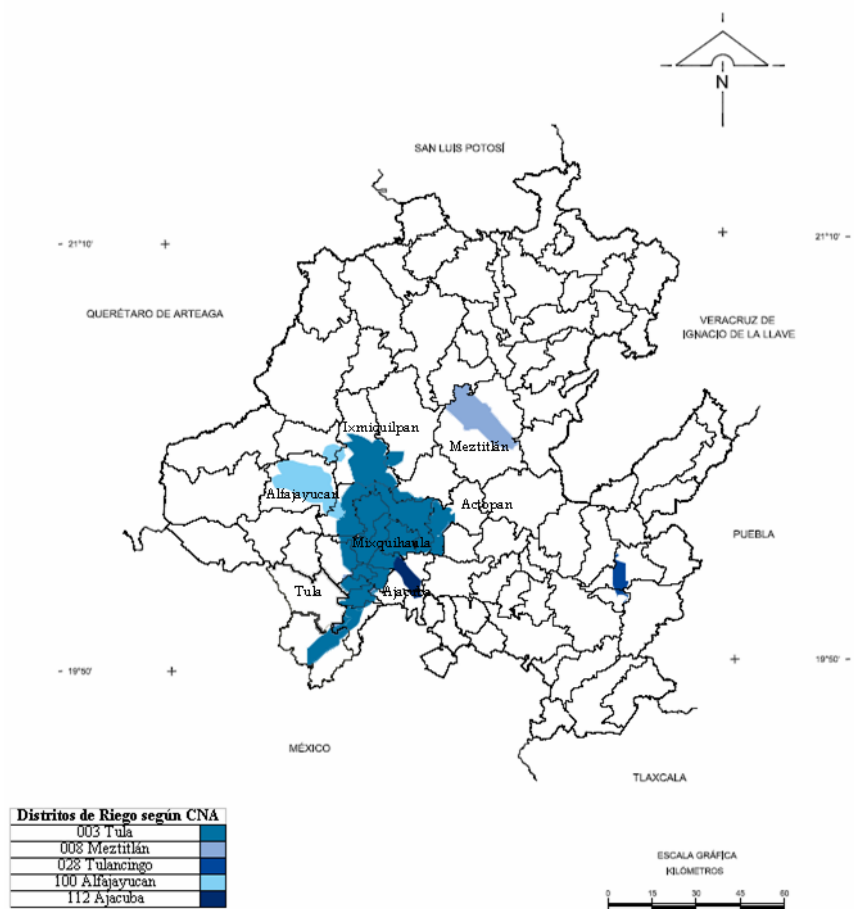 N
SAN LUIS POTOSÍ
21°10'
21°10'
QUERÉTARO DE ARTEAGA
VERACRUZ DE
IGNACIO DE LA LLAVE
Ixmiquilpan
Meztitlán
Alfajayucan
Actopan
Mixquihuala
PUEBLA
Tula
Ajacuba
19°50'
19°50'
MÉXICO
TLAXCALA
Distritos de Riego según CNA
003 Tula
008 Meztitlán
028 Tulancingo
100 Alfajayucan
112 Ajacuba
ESCALA GRÁFICA
KILÓMETROS
0 15 30 45 60